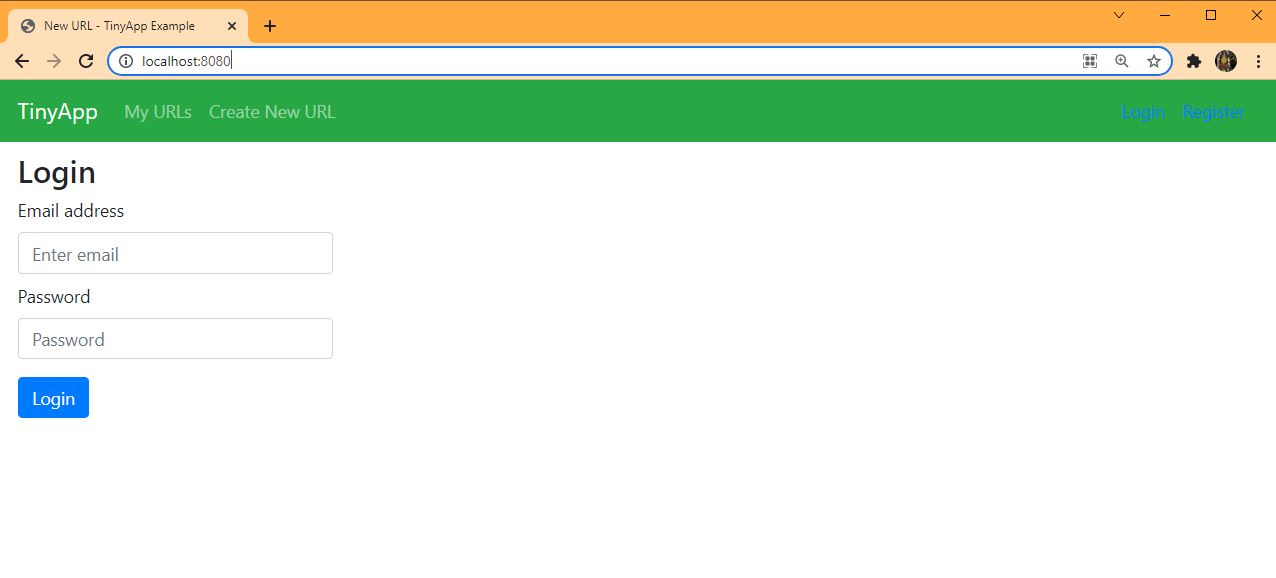 New URL - TinyApp Example
localhost:8080
TinyApp My URLs Create New URL Login Register
Login
Email address
Enter email
Password
Password
Login